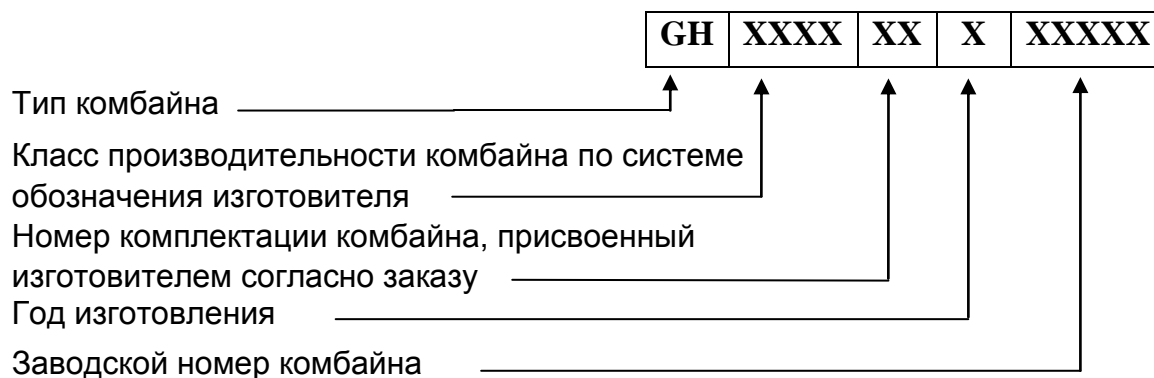 GH XXXX XX X XXXXX
Тип комбайна
Класс производительности комбайна по системе
обозначения изготовителя
Номер комплектации комбайна, присвоенный
изготовителем согласно заказу
Год изготовления
Заводской номер комбайна